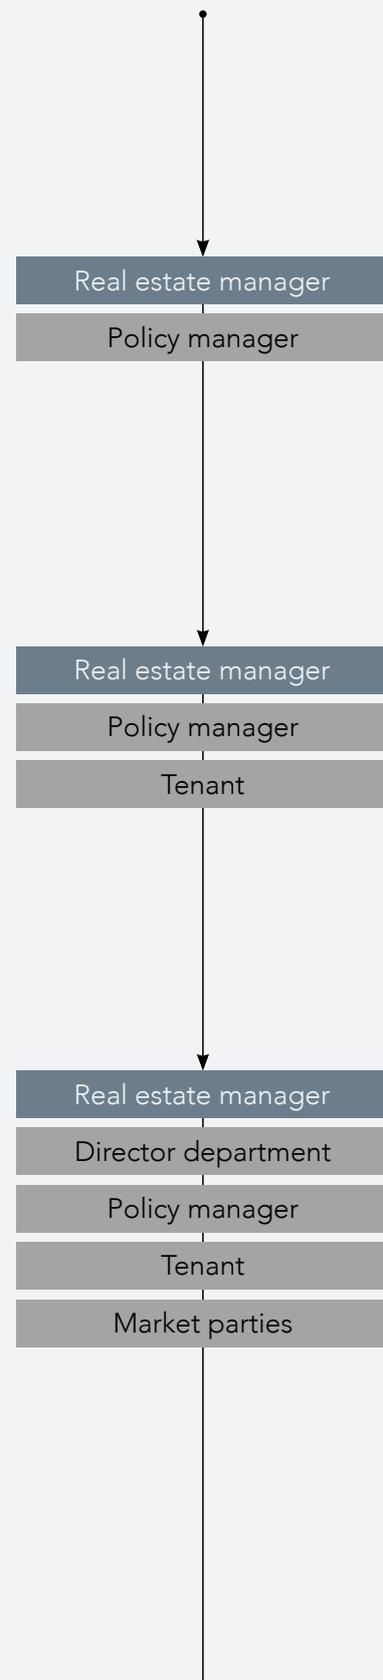 Real estate manager
Policy manager
Real estate manager
Policy manager
Tenant
Real estate manager
Director department
Policy manager
Tenant
Market parties